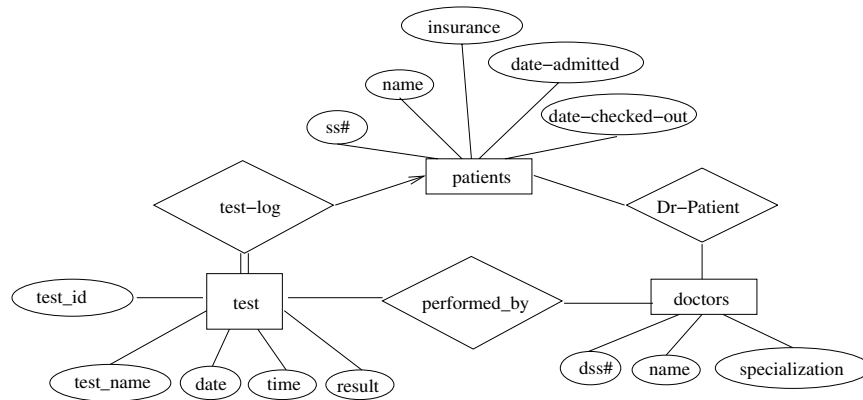 insurance
date-admitted
name
date-checked-out
ss#
patients
test-log
Dr-Patient
test_id
test
performed_by
doctors
test_name
date
time
result
dss#
name
specialization